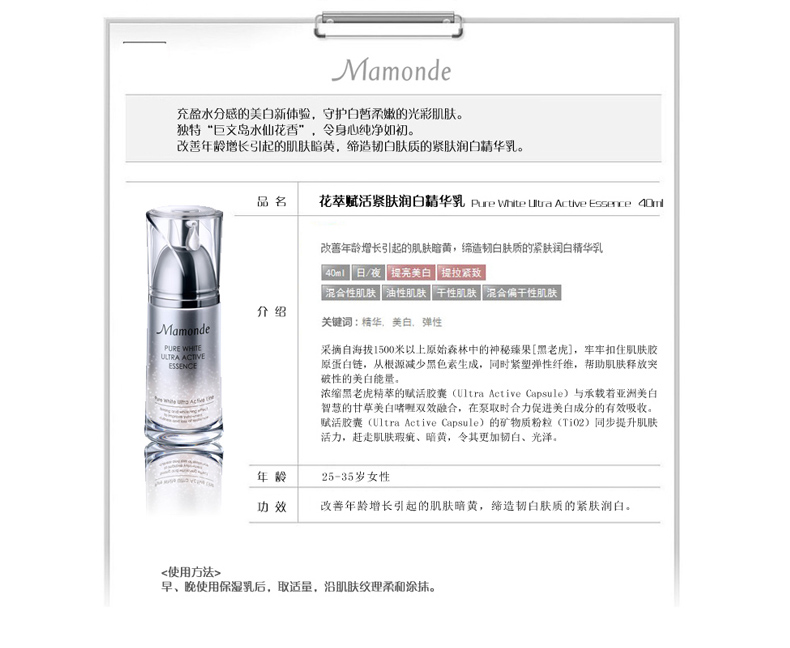 Mamonde
充盈水分感的美白新体验，守护白皙柔嫩的光彩肌肤。
独特“巨文岛水仙花香”，令身心纯净如初。
改善年龄增长引起的肌肤暗黄，缔造韧白肤质的紧肤润白精华乳。
品 名 花萃赋活紧肤润白精华乳 Pure White Ultra Active Essence 40ml
改善年龄增长引起的肌肤暗黄，缔造韧白肤质的紧肤润白精华乳
40ml 日/夜 提亮美白 提拉紧致
混合性肌肤 油性肌肤 干性肌肤 混合偏干性肌肤
介 绍
关键词：精华、美白、弹性
采摘自海拔1500米以上原始森林中的神秘臻果[黑老虎]，牢牢扣住肌肤胶
原蛋白链，从根源减少黑色素生成，同时紧塑弹性纤维，帮助肌肤释放突
破性的美白能量。
浓缩黑老虎精萃的赋活胶囊（Ultra Active Capsule）与承载着亚洲美白
智慧的甘草美白啫喱双效融合，在泵取时合力促进美白成分的有效吸收。
赋活胶囊（Ultra Active Capsule）的矿物质粉粒（TiO2）同步提升肌肤
活力，赶走肌肤瑕疵、暗黄，令其更加韧白、光泽。
Mamonde
PURE WHITE
ULTRA ACTIVE
ESSENCE
Pure White Ultra Active Line
年 龄 25-35岁女性
功 效 改善年龄增长引起的肌肤暗黄，缔造韧白肤质的紧肤润白。
<使用方法>
早、晚使用保湿乳后，取适量，沿肌肤纹理柔和涂抹。